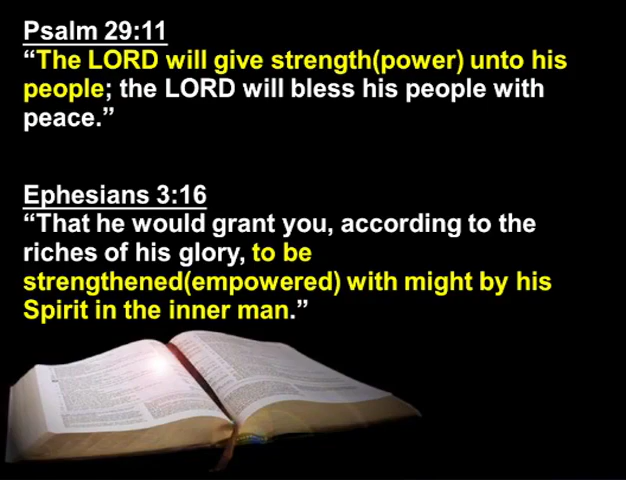 Psalm 29:11
“The LORD will give strength(power) unto his
people; the LORD will bless his people with
peace.”
Ephesians 3:16
“That he would grant you, according to the
riches of his glory, to be
strengthened(empowered) with might by his
Spirit in the inner man.”